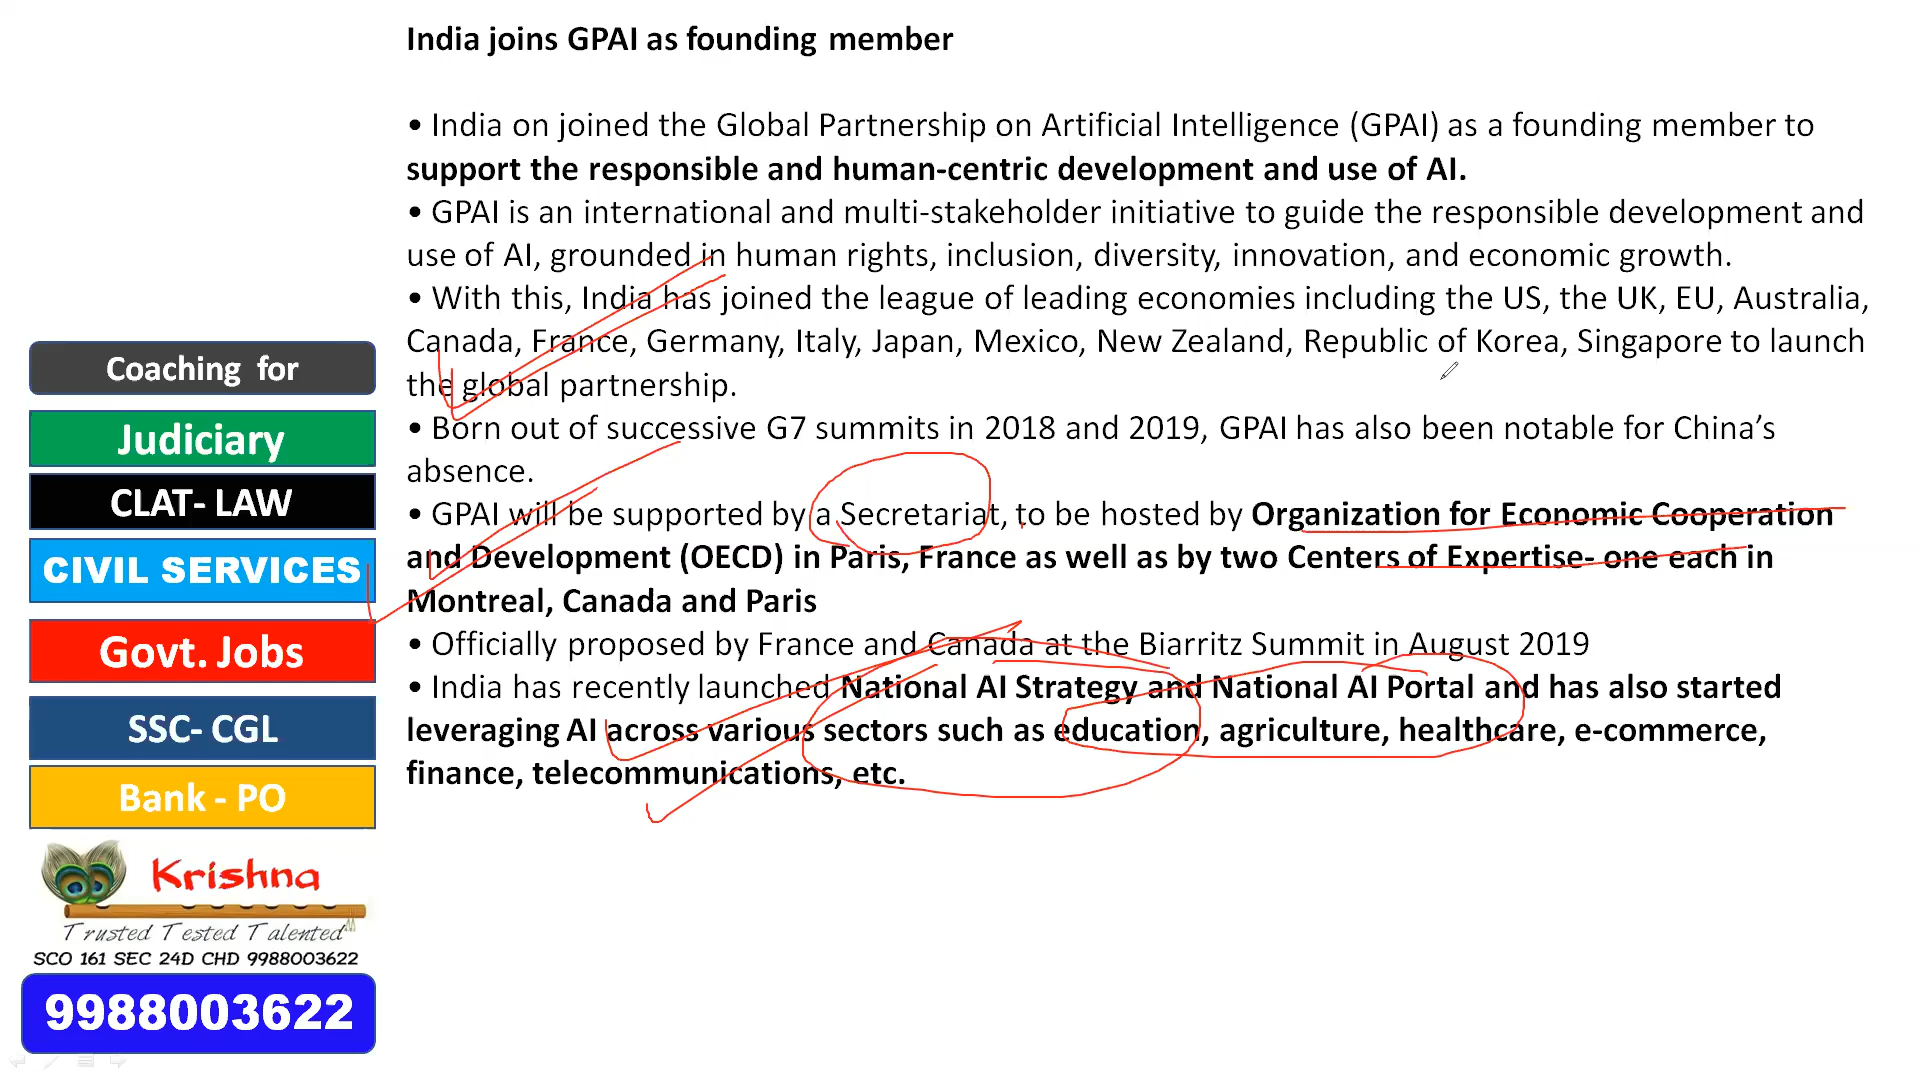 India joins GPAI as founding member
• India on joined the Global Partnership on Artificial Intelligence (GPAI) as a founding member to
support the responsible and human-centric development and use of AI.
• GPAI is an international and multi-stakeholder initiative to guide the responsible development and
use of AI, grounded in human rights, inclusion, diversity, innovation, and economic growth.
• With this, India has joined the league of leading economies including the US, the UK, EU, Australia,
Canada, France, Germany, Italy, Japan, Mexico, New Zealand, Republic of Korea, Singapore to launch
the global partnership.
• Born out of successive G7 summits in 2018 and 2019, GPAI has also been notable for China’s
absence.
• GPAI will be supported by a Secretariat, to be hosted by Organization for Economic Cooperation
and Development (OECD) in Paris, France as well as by two Centers of Expertise- one each in
Montreal, Canada and Paris
• Officially proposed by France and Canada at the Biarritz Summit in August 2019
• India has recently launched National AI Strategy and National AI Portal and has also started
leveraging AI across various sectors such as education, agriculture, healthcare, e-commerce,
finance, telecommunications, etc.
Coaching for
Judiciary
CLAT- LAW
CIVIL SERVICES
Govt. Jobs
SSC- CGL
Bank - PO
Krishna
Trusted Tested Talented
SCO 161 SEC 24D CHD 9988003622
9988003622